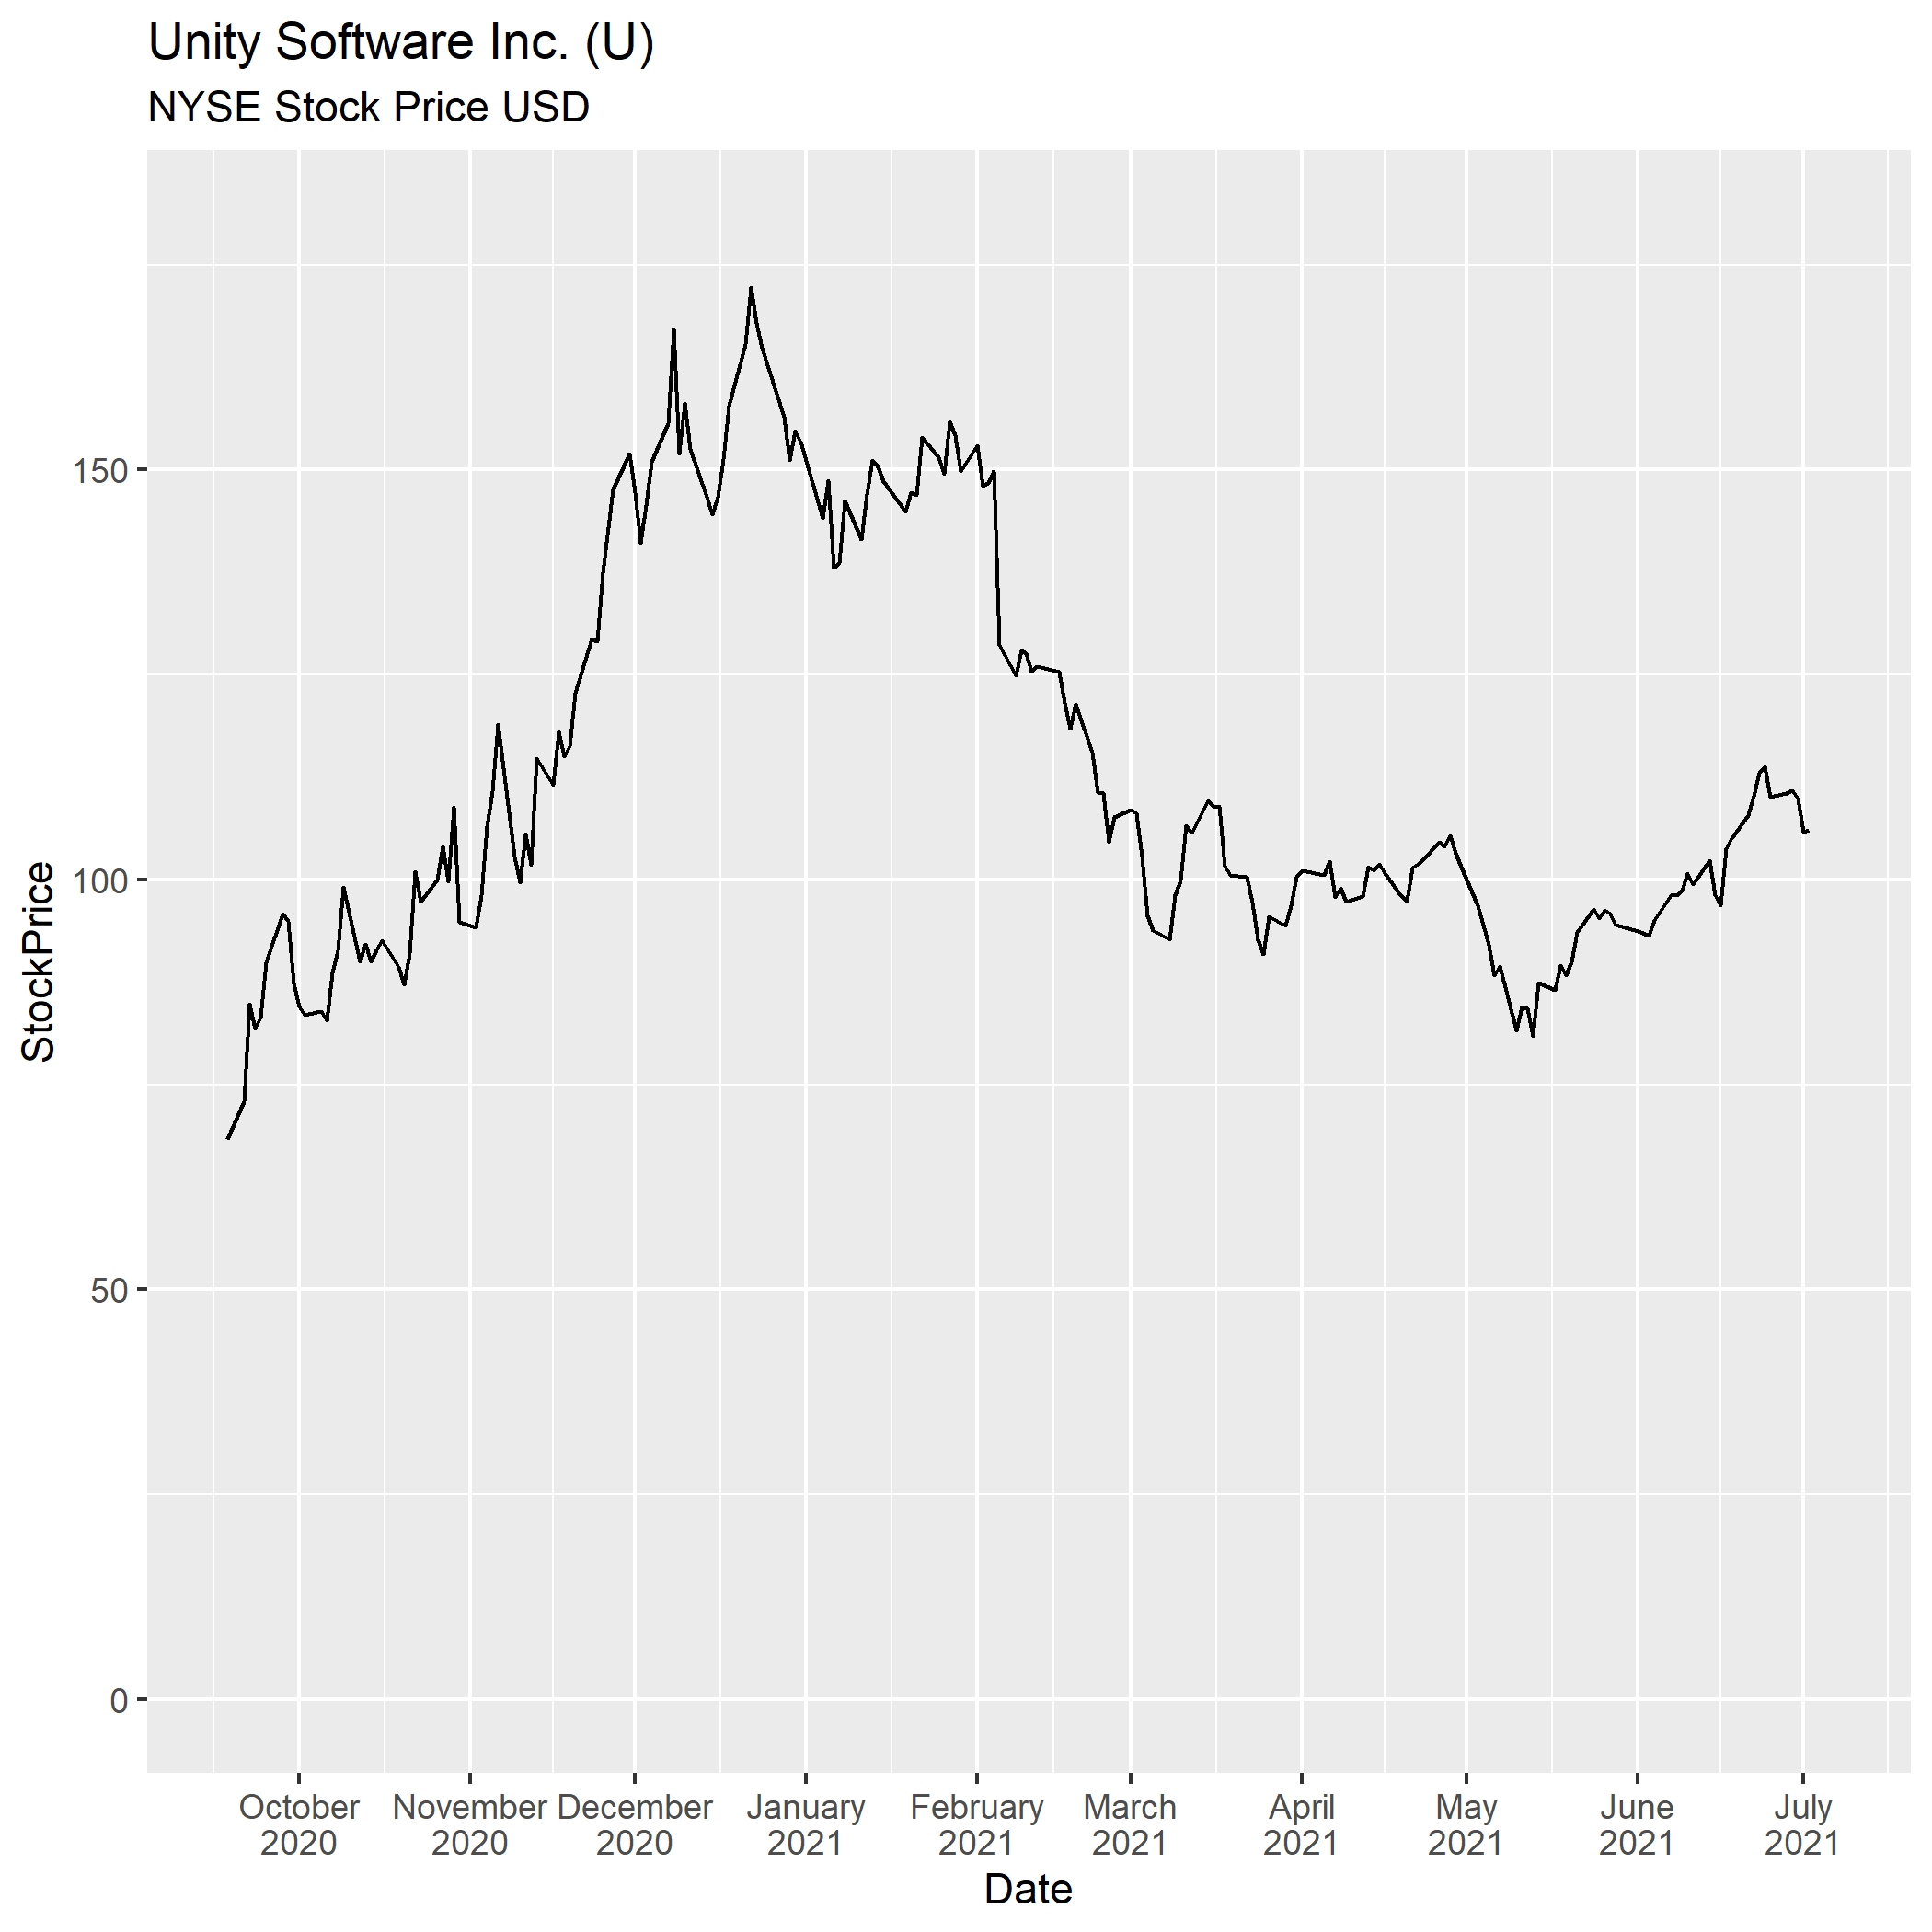 Unity Software Inc. (U)
NYSE Stock Price USD
StockPrice
150
100
50
0
October November December January February March April May June July
2020 2020 2020 2021 2021 2021 2021 2021 2021 2021
Date